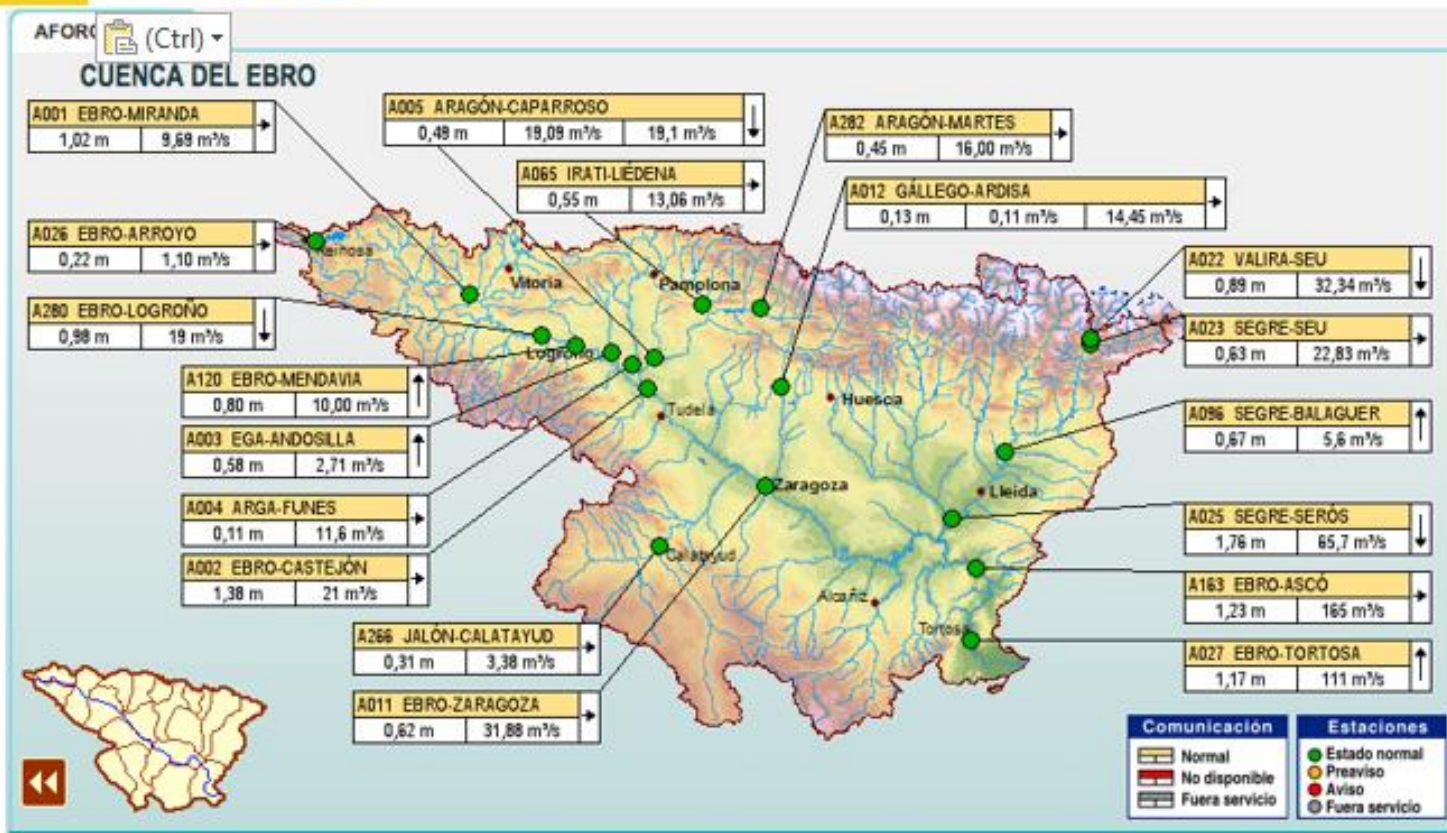 AFORO
(Ctrl)
CUENCA DEL EBRO
A001 EBRO-MIRANDA
1,02 m 9,69 m³/s
A005 ARAGÓN-CAPARROSO
0,49 m 19,09 m³/s 19,1 m³/s
A282 ARAGÓN-MARTES
0,45 m 16,00 m³/s
A065 IRATI-LIÉDENA
0,55 m 13,06 m³/s
A012 GÁLLEGO-ARDISA
0,13 m 0,11 m³/s 14,45 m³/s
A026 EBRO-ARROYO
0,22 m 1,10 m³/s
A022 VALIRA-SEU
0,89 m 32,34 m³/s
A280 EBRO-LOGROÑO
0,98 m 19 m³/s
A023 SEGRE-SEU
0,63 m 22,83 m³/s
A120 EBRO-MENDAVIA
0,80 m 10,00 m³/s
A096 SEGRE-BALAGUER
0,67 m 5,6 m³/s
A003 EGA-ANDOSILLA
0,58 m 2,71 m³/s
A004 ARGA-FUNES
0,11 m 11,6 m³/s
A025 SEGRE-SERÓS
1,76 m 65,7 m³/s
A002 EBRO-CASTEJÓN
1,38 m 21 m³/s
A163 EBRO-ASCÓ
1,23 m 165 m³/s
A266 JALÓN-CALATAYUD
0,31 m 3,38 m³/s
A027 EBRO-TORTOSA
1,17 m 111 m³/s
A011 EBRO-ZARAGOZA
0,62 m 31,88 m³/s
Reinosa
Vitoria
Pamplona
Logroño
Tudela
Huesca
Zaragoza
Lleida
Calatayud
Alcañiz
Tortosa
Comunicación
Normal
No disponible
Fuera servicio
Estaciones
Estado normal
Preaviso
Aviso
Fuera servicio